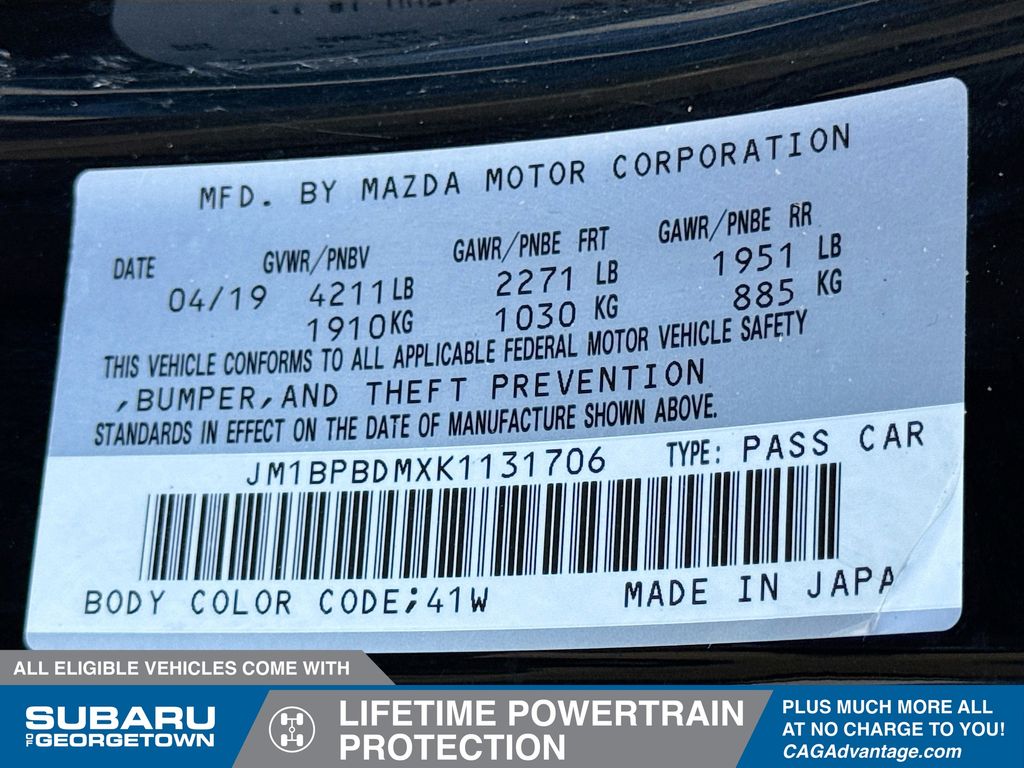 MFD. BY MAZDA MOTOR CORPORATION
DATE GVWR/PNBV GAWR/PNBE FRT GAWR/PNBE RR
04/19 4211LB 2271 LB 1951 LB
1910KG 1030 KG 885 KG
THIS VEHICLE CONFORMS TO ALL APPLICABLE FEDERAL MOTOR VEHICLE SAFETY
,BUMPER,AND THEFT PREVENTION
STANDARDS IN EFFECT ON THE DATE OF MANUFACTURE SHOWN ABOVE.
JM1BPBDMXK1131706 TYPE: PASS CAR
BODY COLOR CODE;41W MADE IN JAPA
ALL ELIGIBLE VEHICLES COME WITH
SUBARU
OF GEORGETOWN
LIFETIME POWERTRAIN
PROTECTION
PLUS MUCH MORE ALL
AT NO CHARGE TO YOU!
CAGAdvantage.com